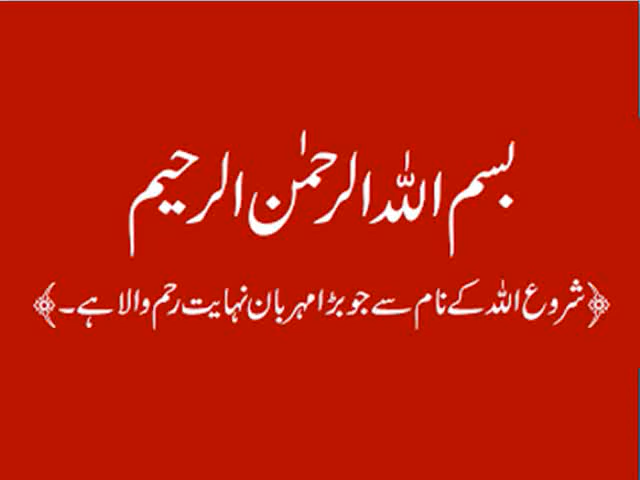 بسم اللہ الرحمٰن الرحیم
﴿شروع اللہ کے نام سے جو بڑا مہربان نہایت رحم والا ہے۔﴾